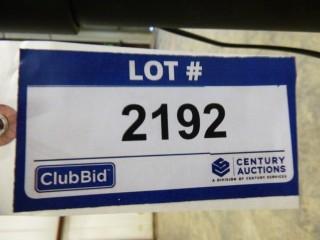 LOT #
2192
ClubBid
CENTURY
AUCTIONS
A DIVISION OF CENTURY SERVICES